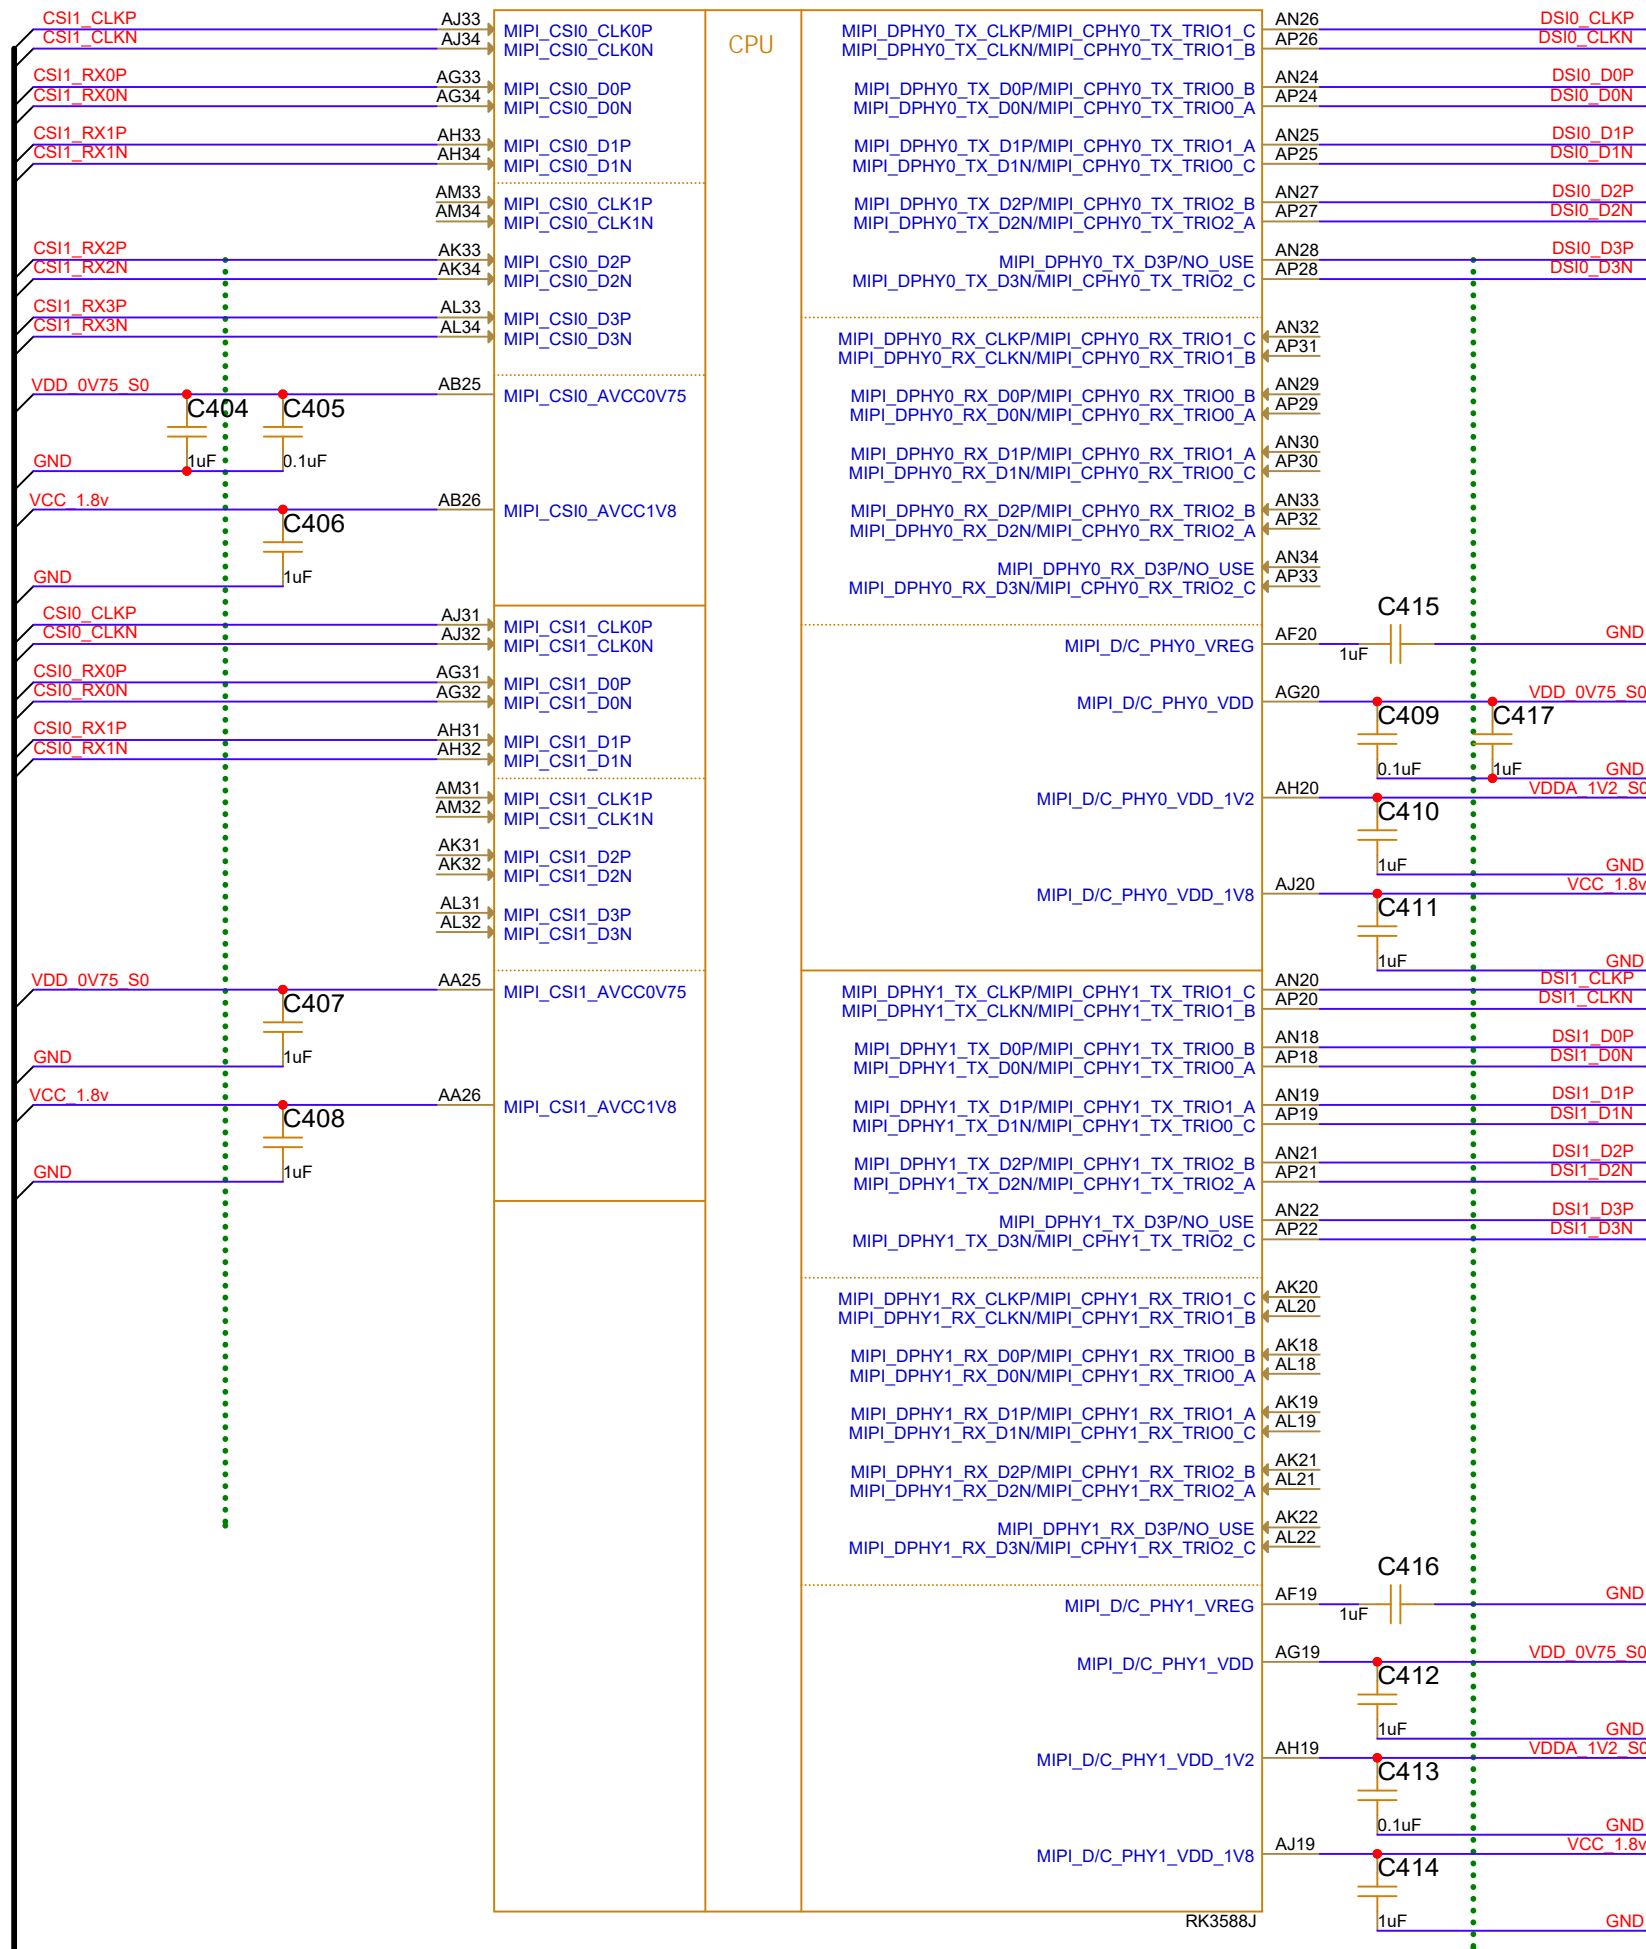 CSI1_CLKP AJ33 MIPI_CSI0_CLK0P
CSI1_CLKN AJ34 MIPI_CSI0_CLK0N
CSI1_RX0P AG33 MIPI_CSI0_D0P
CSI1_RX0N AG34 MIPI_CSI0_D0N
CSI1_RX1P AH33 MIPI_CSI0_D1P
CSI1_RX1N AH34 MIPI_CSI0_D1N
AM33 MIPI_CSI0_CLK1P
AM34 MIPI_CSI0_CLK1N
CSI1_RX2P AK33 MIPI_CSI0_D2P
CSI1_RX2N AK34 MIPI_CSI0_D2N
CSI1_RX3P AL33 MIPI_CSI0_D3P
CSI1_RX3N AL34 MIPI_CSI0_D3N
VDD_0V75_S0 AB25 MIPI_CSI0_AVCC0V75
C404 C405
GND 1uF 0.1uF
VCC_1.8v AB26 MIPI_CSI0_AVCC1V8
C406
GND 1uF
CSI0_CLKP AJ31 MIPI_CSI1_CLK0P
CSI0_CLKN AJ32 MIPI_CSI1_CLK0N
CSI0_RX0P AG31 MIPI_CSI1_D0P
CSI0_RX0N AG32 MIPI_CSI1_D0N
CSI0_RX1P AH31 MIPI_CSI1_D1P
CSI0_RX1N AH32 MIPI_CSI1_D1N
AM31 MIPI_CSI1_CLK1P
AM32 MIPI_CSI1_CLK1N
AK31 MIPI_CSI1_D2P
AK32 MIPI_CSI1_D2N
AL31 MIPI_CSI1_D3P
AL32 MIPI_CSI1_D3N
VDD_0V75_S0 AA25 MIPI_CSI1_AVCC0V75
C407
GND 1uF
VCC_1.8v AA26 MIPI_CSI1_AVCC1V8
C408
GND 1uF
CPU
MIPI_DPHY0_TX_CLKP/MIPI_CPHY0_TX_TRIO1_C AN26 DSI0_CLKP
MIPI_DPHY0_TX_CLKN/MIPI_CPHY0_TX_TRIO1_B AP26 DSI0_CLKN
MIPI_DPHY0_TX_D0P/MIPI_CPHY0_TX_TRIO0_B AN24 DSI0_D0P
MIPI_DPHY0_TX_D0N/MIPI_CPHY0_TX_TRIO0_A AP24 DSI0_D0N
MIPI_DPHY0_TX_D1P/MIPI_CPHY0_TX_TRIO1_A AN25 DSI0_D1P
MIPI_DPHY0_TX_D1N/MIPI_CPHY0_TX_TRIO0_C AP25 DSI0_D1N
MIPI_DPHY0_TX_D2P/MIPI_CPHY0_TX_TRIO2_B AN27 DSI0_D2P
MIPI_DPHY0_TX_D2N/MIPI_CPHY0_TX_TRIO2_A AP27 DSI0_D2N
MIPI_DPHY0_TX_D3P/NO_USE AN28 DSI0_D3P
MIPI_DPHY0_TX_D3N/MIPI_CPHY0_TX_TRIO2_C AP28 DSI0_D3N
MIPI_DPHY0_RX_CLKP/MIPI_CPHY0_RX_TRIO1_C AN32
MIPI_DPHY0_RX_CLKN/MIPI_CPHY0_RX_TRIO1_B AP31
MIPI_DPHY0_RX_D0P/MIPI_CPHY0_RX_TRIO0_B AN29
MIPI_DPHY0_RX_D0N/MIPI_CPHY0_RX_TRIO0_A AP29
MIPI_DPHY0_RX_D1P/MIPI_CPHY0_RX_TRIO1_A AN30
MIPI_DPHY0_RX_D1N/MIPI_CPHY0_RX_TRIO0_C AP30
MIPI_DPHY0_RX_D2P/MIPI_CPHY0_RX_TRIO2_B AN33
MIPI_DPHY0_RX_D2N/MIPI_CPHY0_RX_TRIO2_A AP32
MIPI_DPHY0_RX_D3P/NO_USE AN34
MIPI_DPHY0_RX_D3N/MIPI_CPHY0_RX_TRIO2_C AP33
C415
MIPI_D/C_PHY0_VREG AF20 1uF GND
MIPI_D/C_PHY0_VDD AG20 VDD_0V75_S0
C409 C417
0.1uF 1uF GND
MIPI_D/C_PHY0_VDD_1V2 AH20 VDDA_1V2_S0
C410
1uF GND
MIPI_D/C_PHY0_VDD_1V8 AJ20 VCC_1.8v
C411
1uF GND
MIPI_DPHY1_TX_CLKP/MIPI_CPHY1_TX_TRIO1_C AN20 DSI1_CLKP
MIPI_DPHY1_TX_CLKN/MIPI_CPHY1_TX_TRIO1_B AP20 DSI1_CLKN
MIPI_DPHY1_TX_D0P/MIPI_CPHY1_TX_TRIO0_B AN18 DSI1_D0P
MIPI_DPHY1_TX_D0N/MIPI_CPHY1_TX_TRIO0_A AP18 DSI1_D0N
MIPI_DPHY1_TX_D1P/MIPI_CPHY1_TX_TRIO1_A AN19 DSI1_D1P
MIPI_DPHY1_TX_D1N/MIPI_CPHY1_TX_TRIO0_C AP19 DSI1_D1N
MIPI_DPHY1_TX_D2P/MIPI_CPHY1_TX_TRIO2_B AN21 DSI1_D2P
MIPI_DPHY1_TX_D2N/MIPI_CPHY1_TX_TRIO2_A AP21 DSI1_D2N
MIPI_DPHY1_TX_D3P/NO_USE AN22 DSI1_D3P
MIPI_DPHY1_TX_D3N/MIPI_CPHY1_TX_TRIO2_C AP22 DSI1_D3N
MIPI_DPHY1_RX_CLKP/MIPI_CPHY1_RX_TRIO1_C AK20
MIPI_DPHY1_RX_CLKN/MIPI_CPHY1_RX_TRIO1_B AL20
MIPI_DPHY1_RX_D0P/MIPI_CPHY1_RX_TRIO0_B AK18
MIPI_DPHY1_RX_D0N/MIPI_CPHY1_RX_TRIO0_A AL18
MIPI_DPHY1_RX_D1P/MIPI_CPHY1_RX_TRIO1_A AK19
MIPI_DPHY1_RX_D1N/MIPI_CPHY1_RX_TRIO0_C AL19
MIPI_DPHY1_RX_D2P/MIPI_CPHY1_RX_TRIO2_B AK21
MIPI_DPHY1_RX_D2N/MIPI_CPHY1_RX_TRIO2_A AL21
MIPI_DPHY1_RX_D3P/NO_USE AK22
MIPI_DPHY1_RX_D3N/MIPI_CPHY1_RX_TRIO2_C AL22
C416
MIPI_D/C_PHY1_VREG AF19 1uF GND
MIPI_D/C_PHY1_VDD AG19 VDD_0V75_S0
C412
1uF GND
MIPI_D/C_PHY1_VDD_1V2 AH19 VDDA_1V2_S0
C413
0.1uF GND
MIPI_D/C_PHY1_VDD_1V8 AJ19 VCC_1.8v
C414
RK3588J 1uF GND